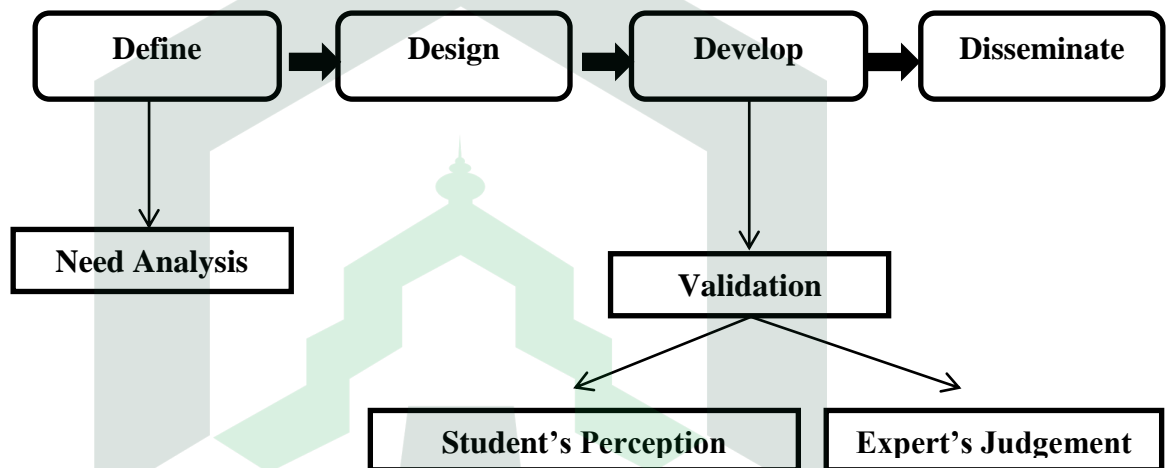 Define
Design
Develop
Disseminate
Need Analysis
Validation
Student’s Perception
Expert’s Judgement